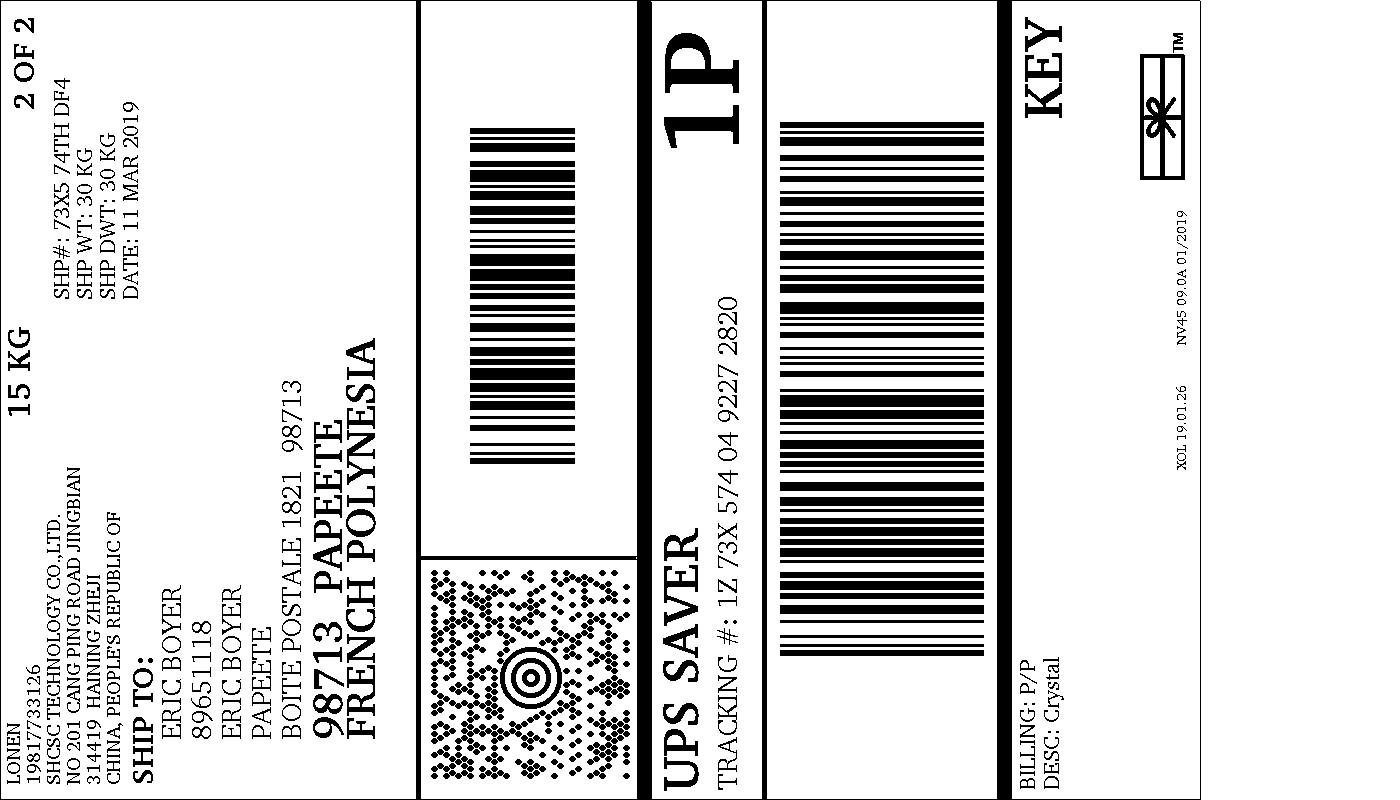 LONEN
19817733126
SHCSC TECHNOLOGY CO.,LTD.
NO 201 CANG PING ROAD JINGBIAN
314419 HAINING ZHEJI
CHINA, PEOPLE'S REPUBLIC OF
15 KG
2 OF 2
SHP#: 73X5 74TH DF4
SHP WT: 30 KG
SHP DWT: 30 KG
DATE: 11 MAR 2019
SHIP TO:
ERIC.BOYER
89651118
ERIC.BOYER
PAPEETE
BOITE POSTALE 1821 98713
98713 PAPEETE
FRENCH POLYNESIA
UPS SAVER
1P
TRACKING #: 1Z 73X 574 04 9227 2820
BILLING: P/P
DESC: Crystal
KEY
XOL 19.01.26 NV45 09.0A 01/2019
TM